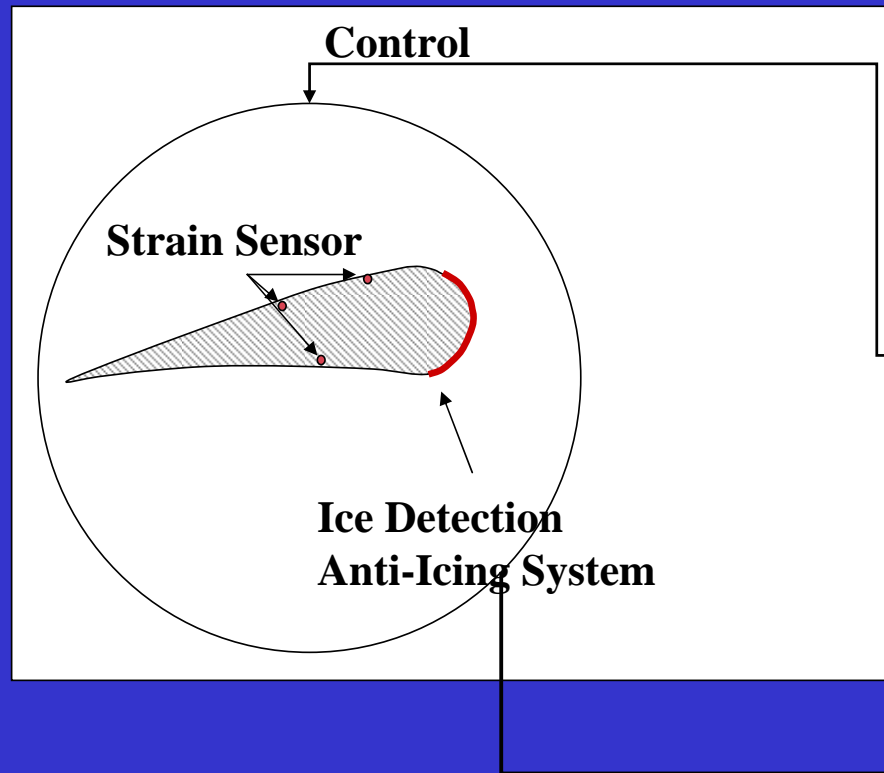 Control
Strain Sensor
Ice Detection
Anti-Icing System